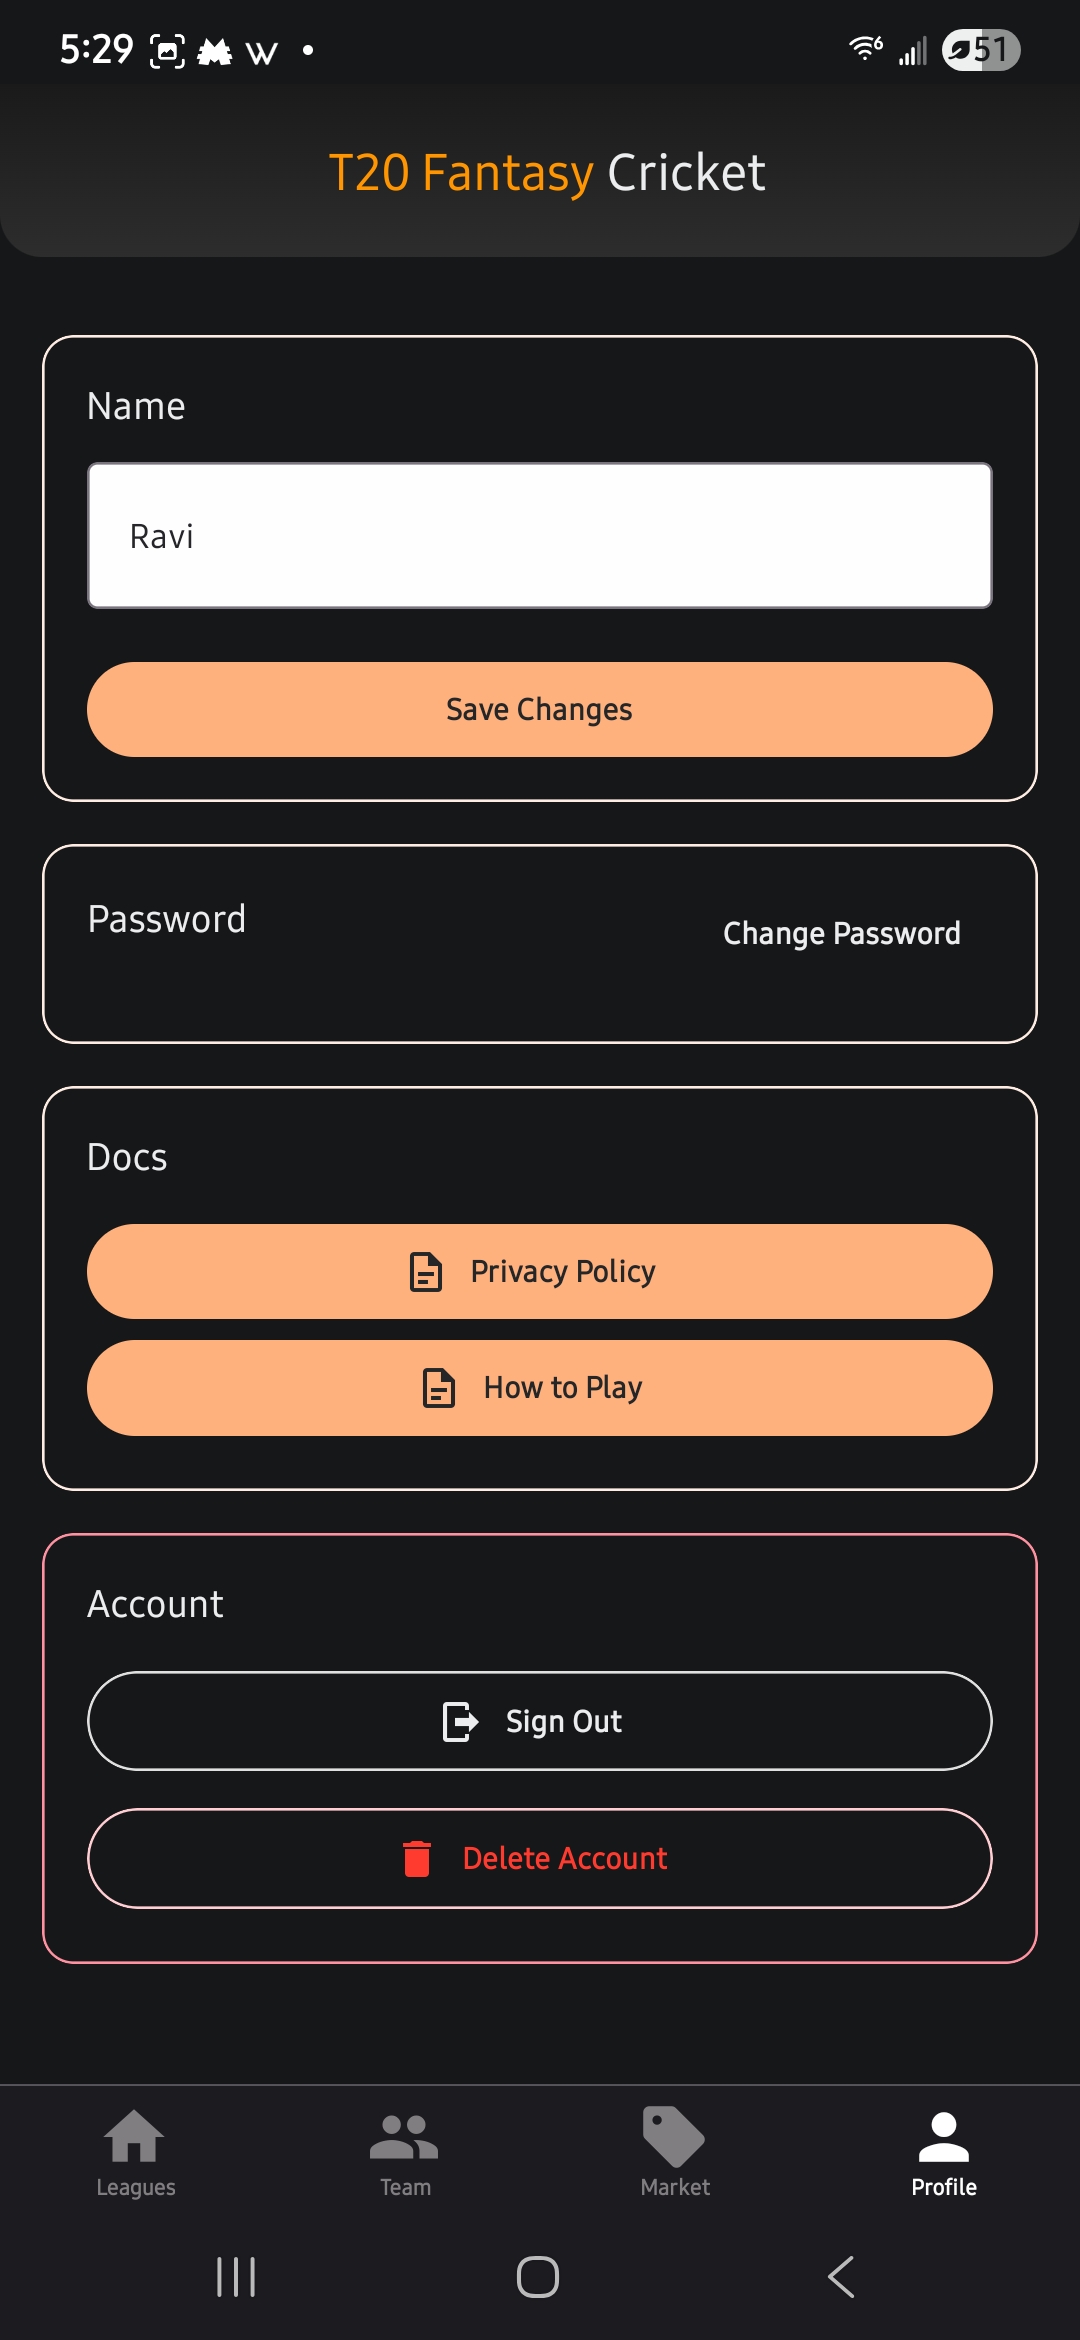 5:29
6
51
T20 Fantasy Cricket
Name
Ravi
Save Changes
Password
Change Password
Docs
Privacy Policy
How to Play
Account
Sign Out
Delete Account
Leagues
Team
Market
Profile